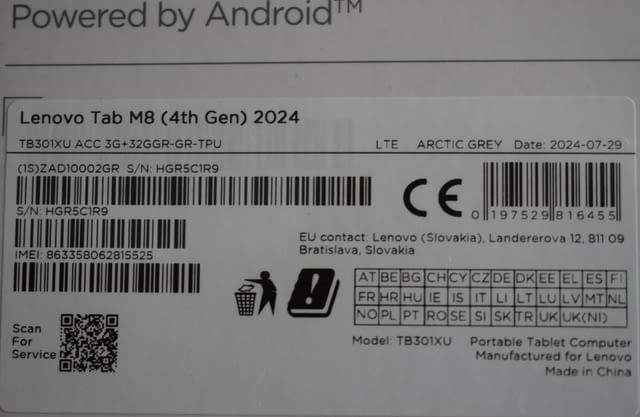 Powered by Android™
Lenovo Tab M8 (4th Gen) 2024
TB301XU ACC 3G+32GGR-GR-TPU LTE ARCTIC GREY Date: 2024-07-29
(1S)ZAD10002GR S/N: HGR5C1R9
S/N: HGR5C1R9
IMEI: 863358062815525
CE
0 197529 816455
EU contact: Lenovo (Slovakia), Landererova 12, 811 09
Bratislava, Slovakia
AT BE BG CH CY CZ DE DK EE EL ES FI
FR HR HU IE IS IT LI LT LU LV MT NL
NO PL PT RO SE SI SK TR UK UK(NI)
Scan
For
Service
Model: TB301XU Portable Tablet Computer
Manufactured for Lenovo
Made in China